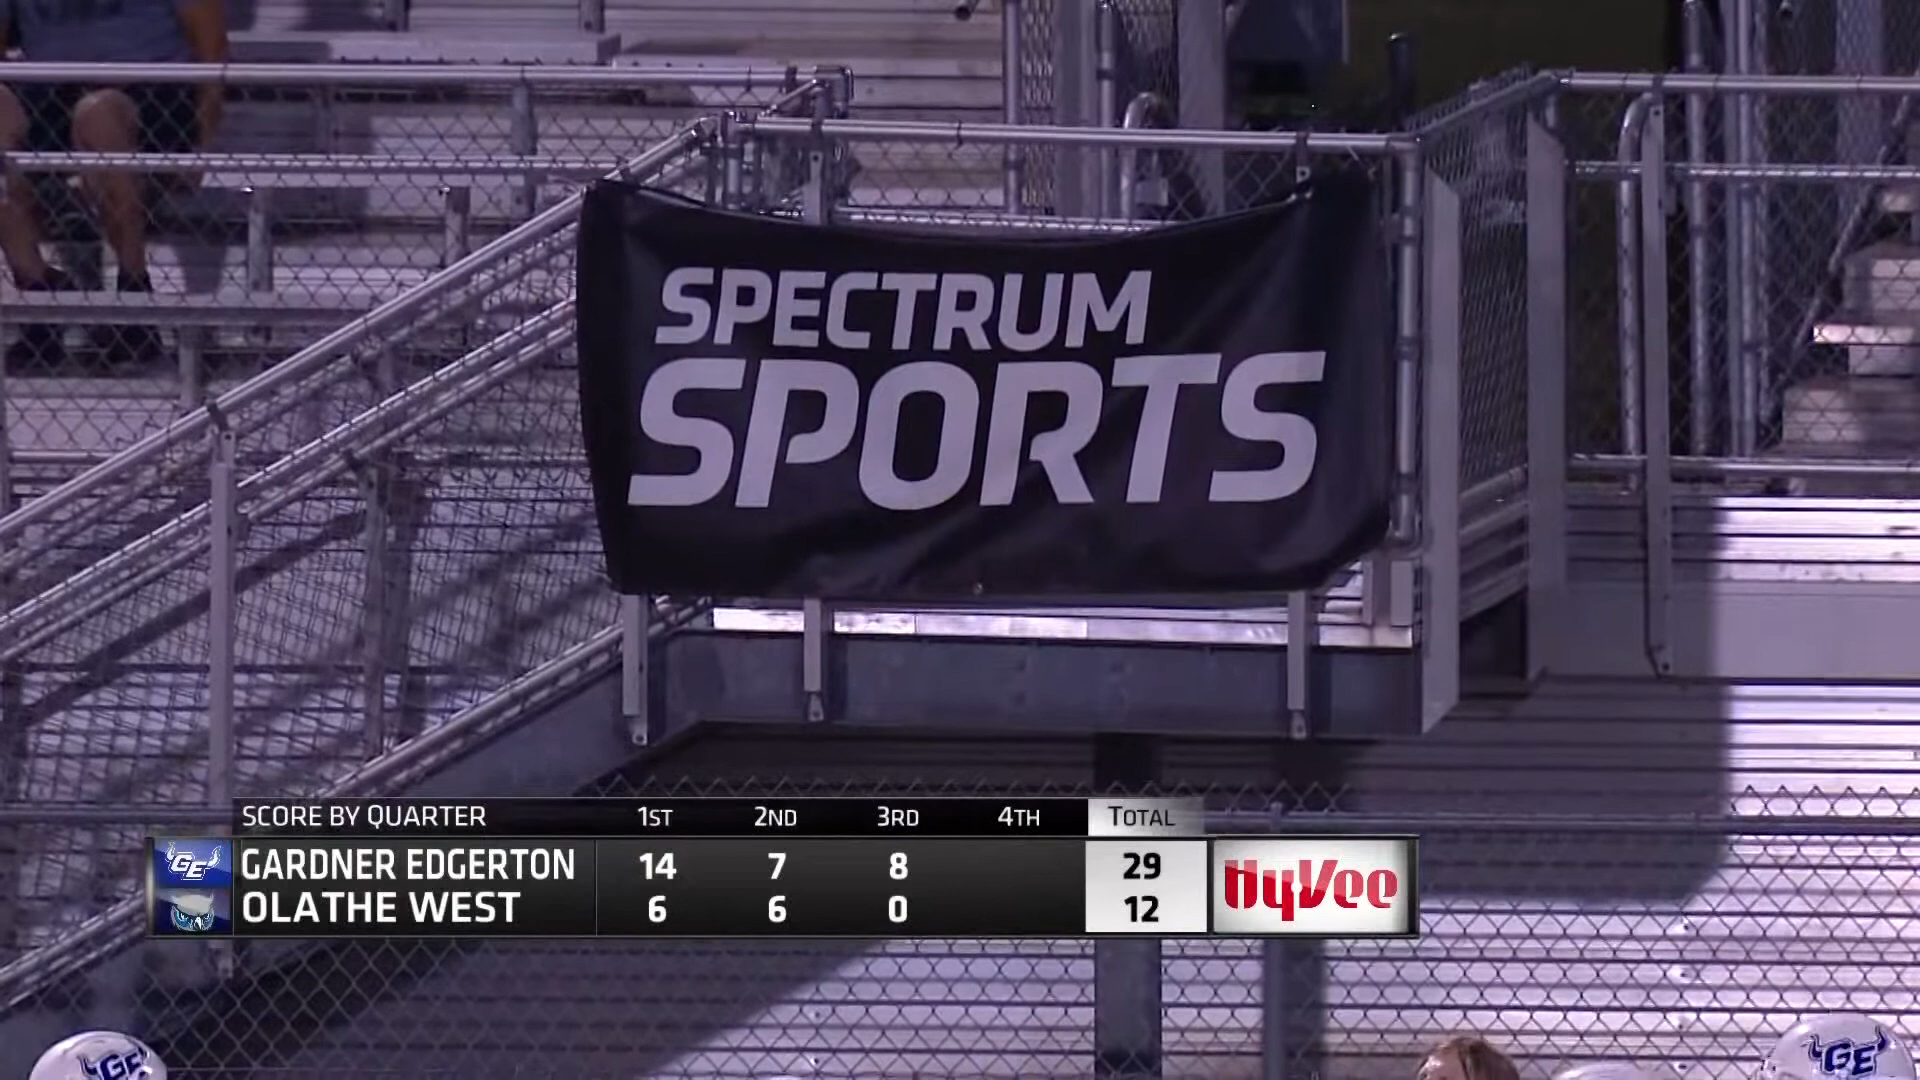 SPECTRUM
SPORTS
SCORE BY QUARTER 1ST 2ND 3RD 4TH TOTAL
GE GARDNER EDGERTON 14 7 8 29 HyVee
OLATHE WEST 6 6 0 12
GE GE